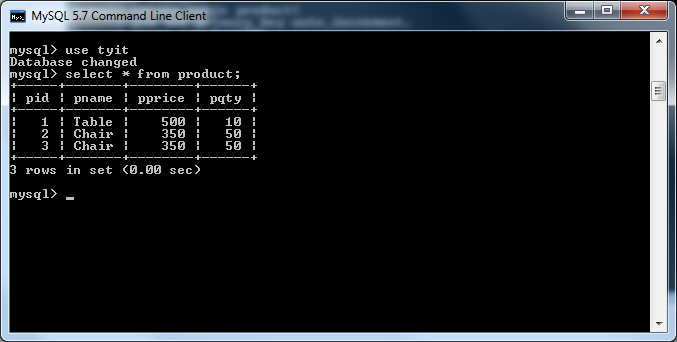 MySQL 5.7 Command Line Client
mysql> use tyit
Database changed
mysql> select * from product;
+-----+-------+--------+------+
| pid | pname | pprice | pqty |
+-----+-------+--------+------+
|   1 | Table |    500 |   10 |
|   2 | Chair |    350 |   50 |
|   3 | Chair |    350 |   50 |
+-----+-------+--------+------+
3 rows in set (0.00 sec)
mysql> _